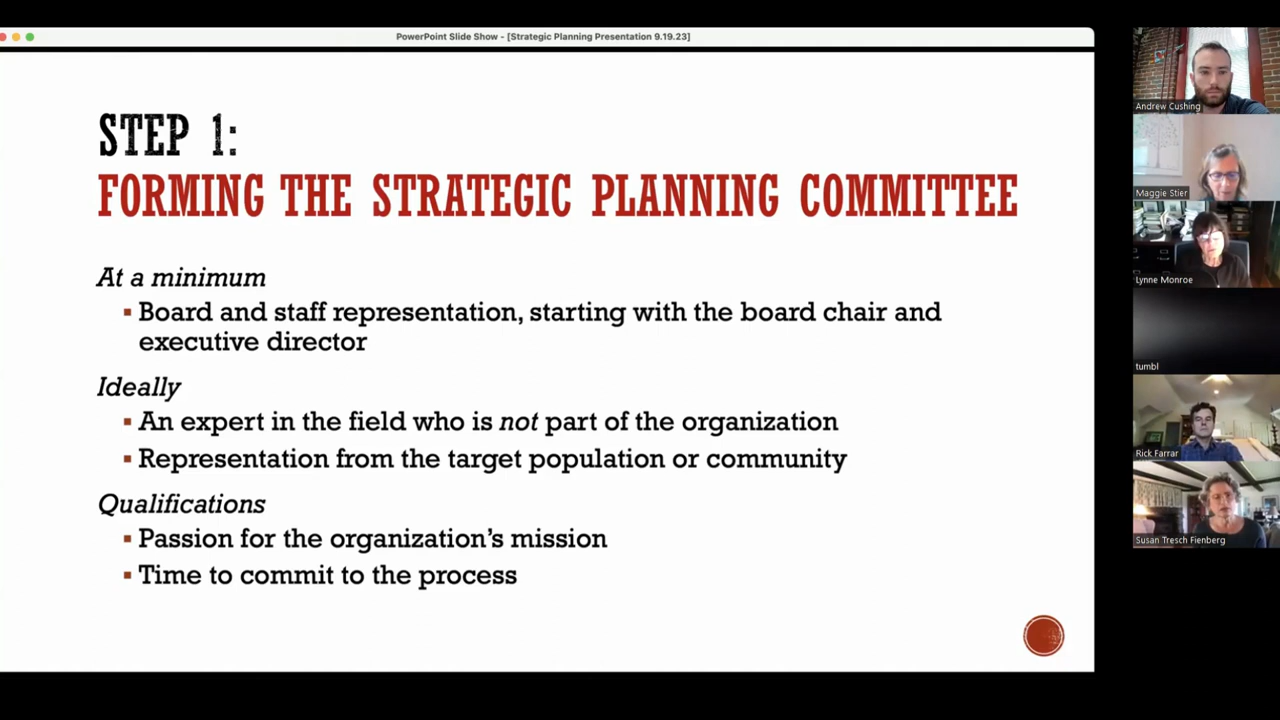 PowerPoint Slide Show - [Strategic Planning Presentation 9.19.23]
STEP 1:
FORMING THE STRATEGIC PLANNING COMMITTEE
At a minimum
▪ Board and staff representation, starting with the board chair and
executive director
Ideally
▪ An expert in the field who is not part of the organization
▪ Representation from the target population or community
Qualifications
▪ Passion for the organization’s mission
▪ Time to commit to the process
Andrew Cushing
Maggie Stier
Lynne Monroe
tumbl
Rick Farrar
Susan Tresch Fienberg